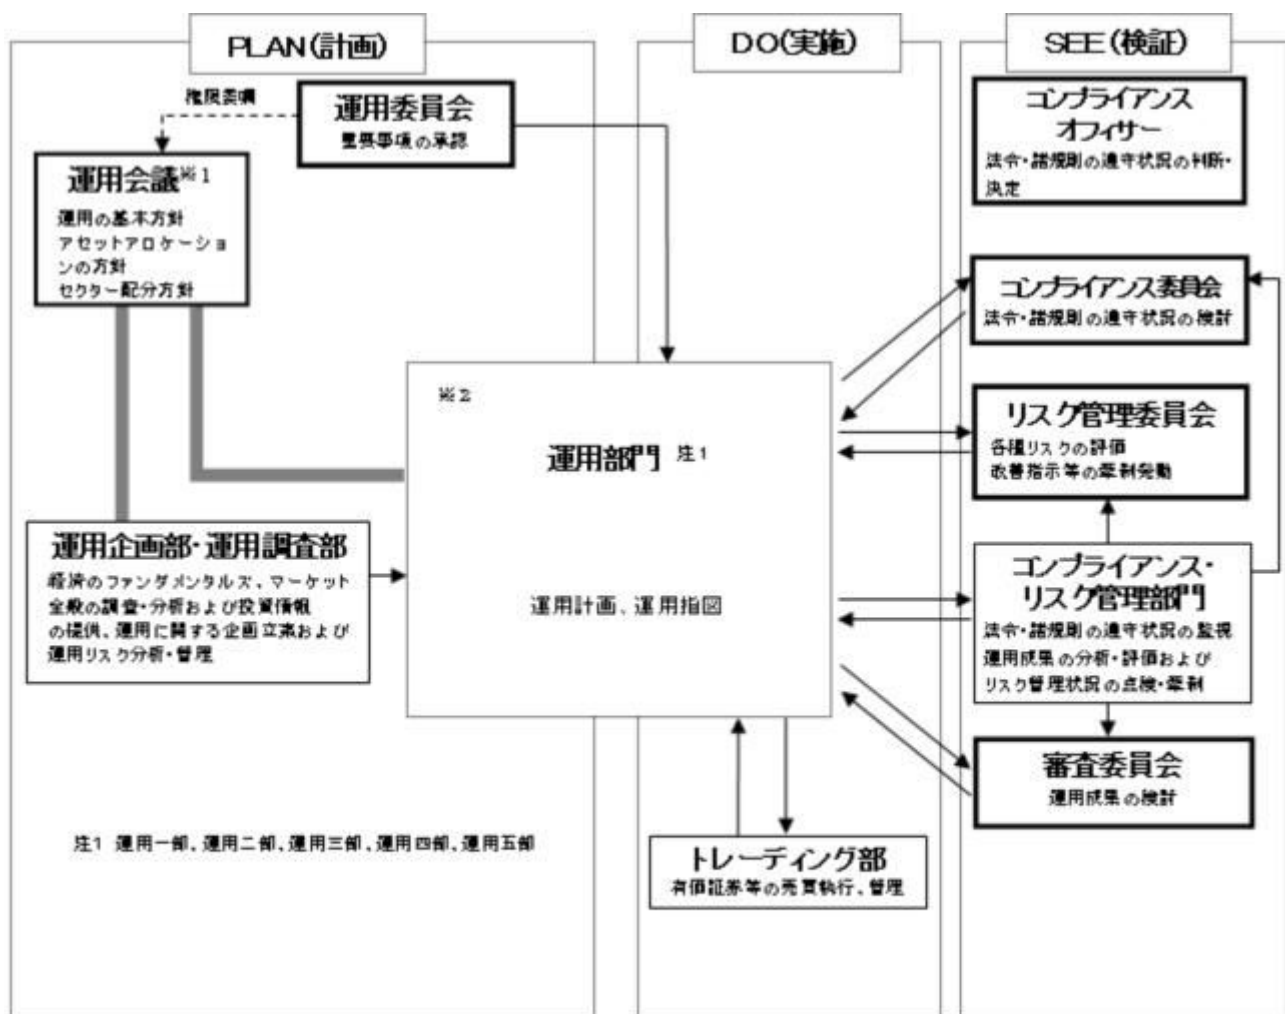 PLAN(計画)
権限委嘱
運用委員会
重要事項の承認
運用会議※1
運用の基本方針
アセットアロケーショ
ンの方針
セクター配分方針
運用企画部・運用調査部
経済のファンダメンタルズ、マーケット
全般の調査・分析および投資情報
の提供、運用に関する企画立案および
運用リスク分析・管理
注1 運用一部、運用二部、運用三部、運用四部、運用五部
DO(実施)
※2
運用部門 注1
運用計画、運用指図
トレーディング部
有価証券等の売買執行、管理
SEE(検証)
コンプライアンス
オフィサー
法令・諸規則の遵守状況の判断・
決定
コンプライアンス委員会
法令・諸規則の遵守状況の検討
リスク管理委員会
各種リスクの評価
改善指示等の牽制発動
コンプライアンス・
リスク管理部門
法令・諸規則の遵守状況の監視
運用成果の分析・評価および
リスク管理状況の点検・牽制
審査委員会
運用成果の検討